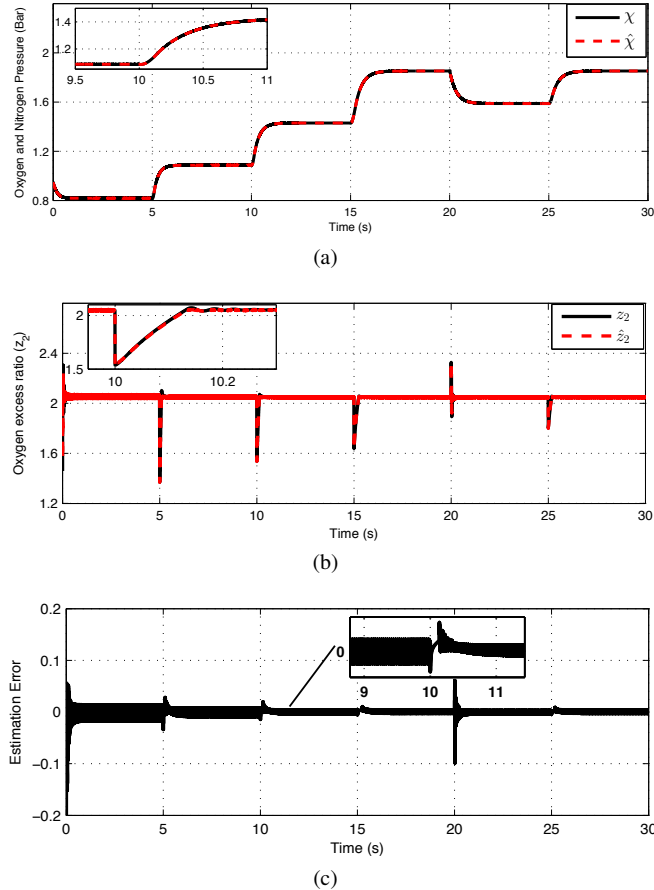 Oxygen and Nitrogen Pressure (Bar)
2
1.6
1.2
0.8
0 5 10 15 20 25 30
Time (s)
1.4
1.2
9.5 10 10.5 11
χ
χ̂
(a)
Oxygen excess ratio (z₂)
2.4
2
1.6
1.2
0 5 10 15 20 25 30
Time (s)
2
1.5
10 10.2
z₂
ẑ₂
(b)
Estimation Error
0.2
0.1
0
−0.1
−0.2
0 5 10 15 20 25 30
Time (s)
0
9 10 11
(c)